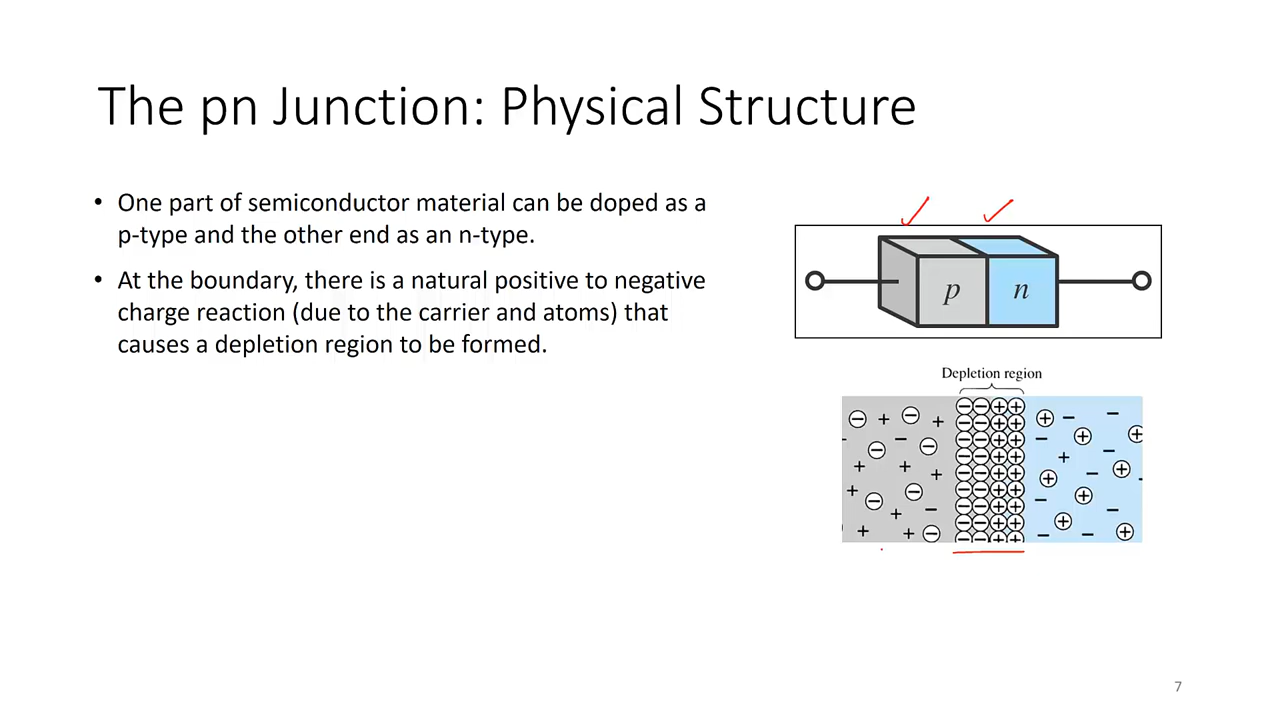 The pn Junction: Physical Structure
• One part of semiconductor material can be doped as a
p-type and the other end as an n-type.
• At the boundary, there is a natural positive to negative
charge reaction (due to the carrier and atoms) that
causes a depletion region to be formed.
p n
Depletion region
7